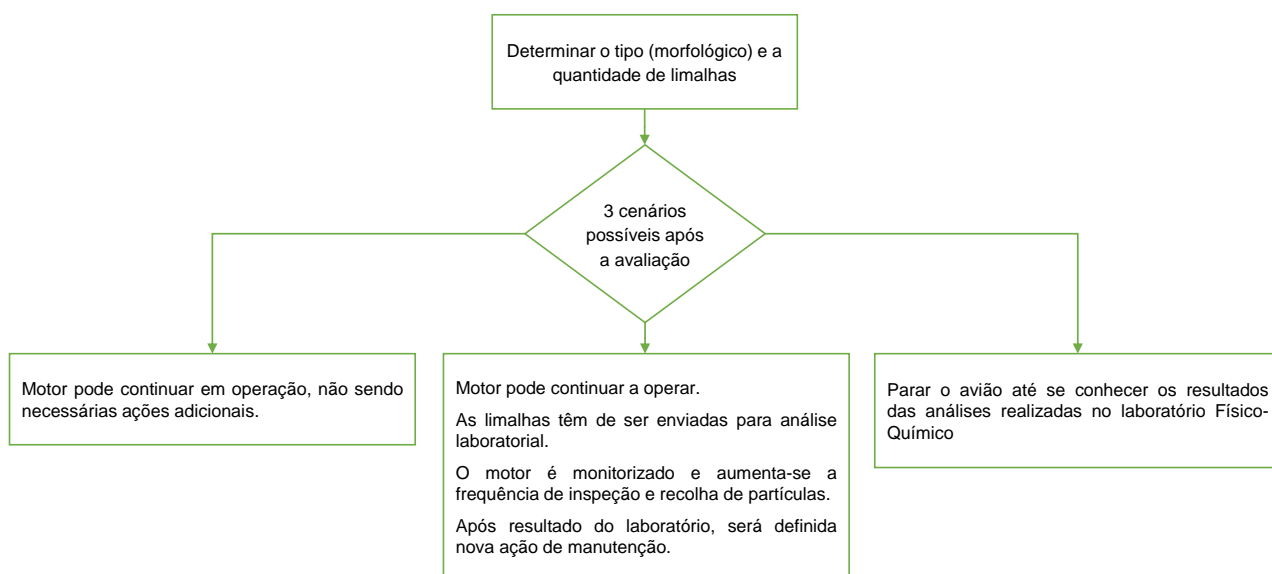 Determinar o tipo (morfológico) e a
quantidade de limalhas
3 cenários
possíveis após
a avaliação
Motor pode continuar em operação, não sendo
necessárias ações adicionais.
Motor pode continuar a operar.
As limalhas têm de ser enviadas para análise
laboratorial.
O motor é monitorizado e aumenta-se a
frequência de inspeção e recolha de partículas.
Após resultado do laboratório, será definida
nova ação de manutenção.
Parar o avião até se conhecer os resultados
das análises realizadas no laboratório Físico-
Químico